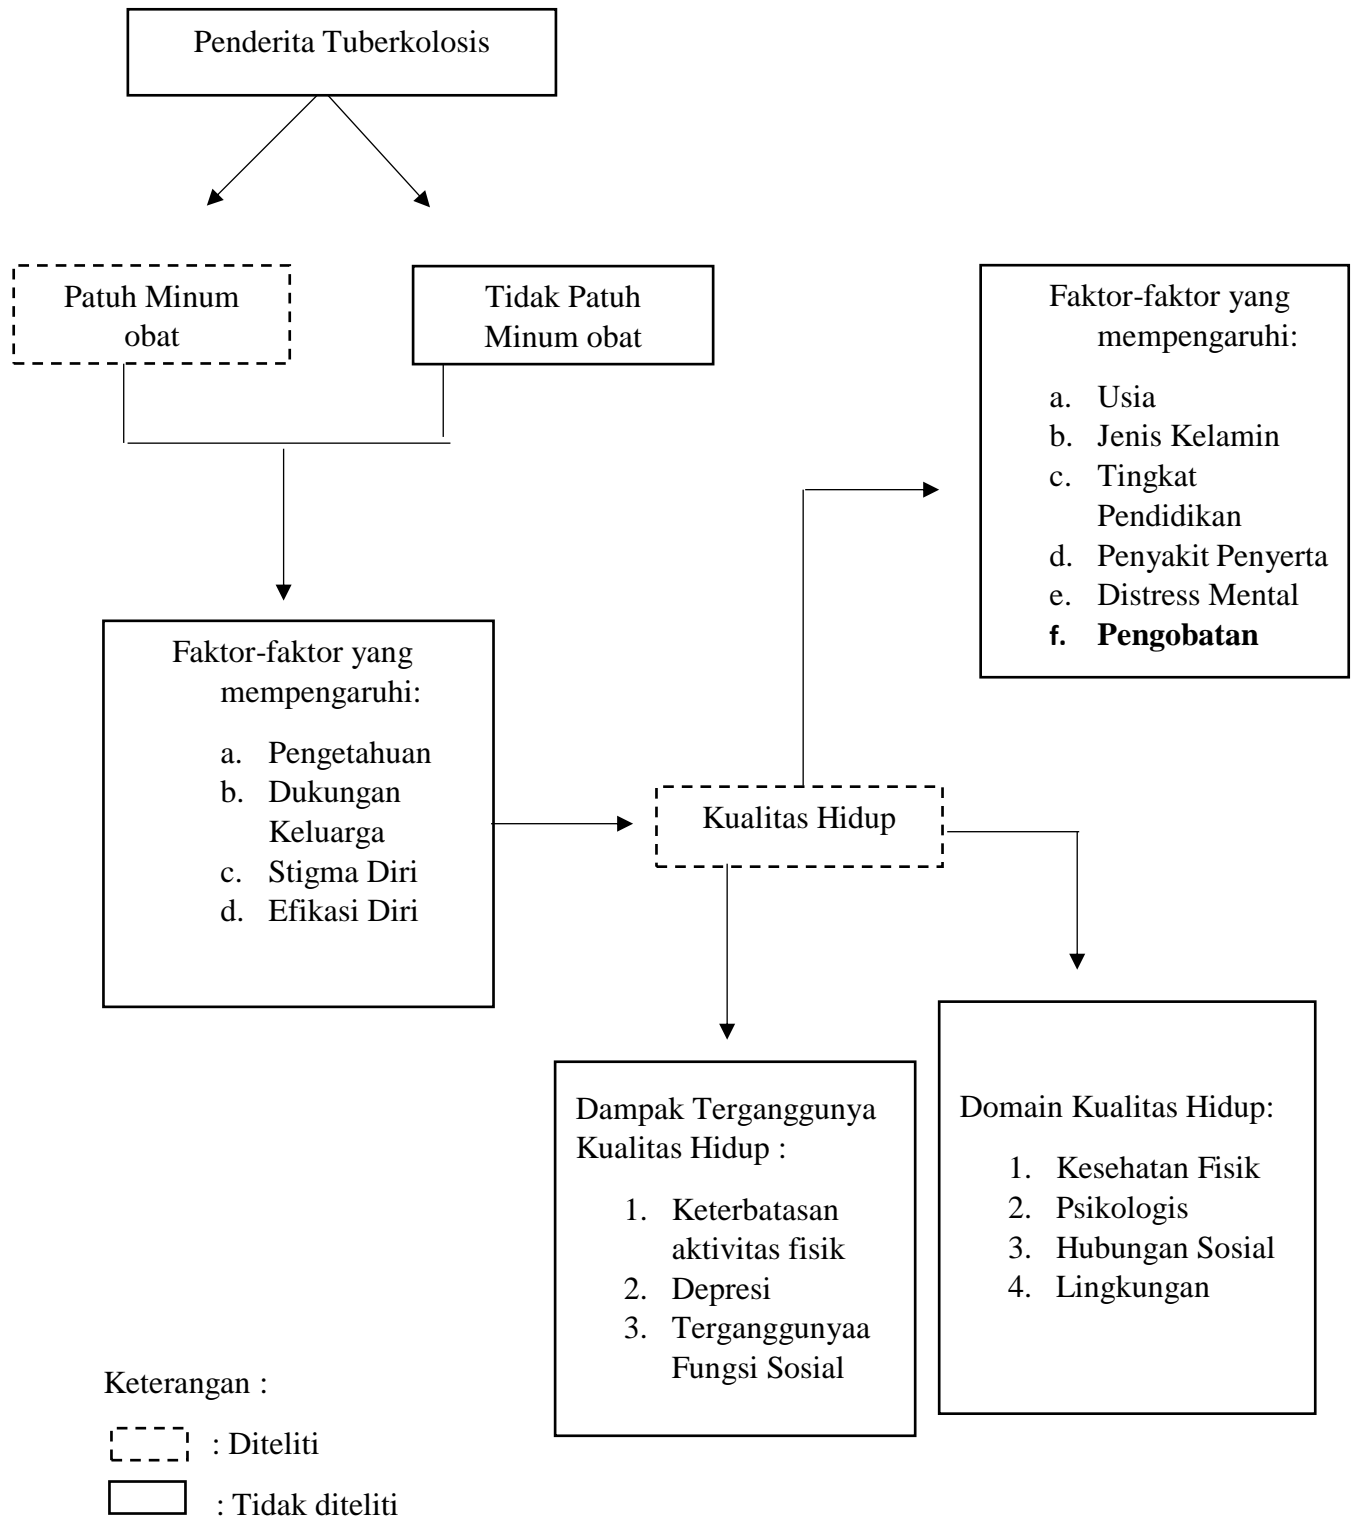 Penderita Tuberkolosis
Patuh Minum
obat
Tidak Patuh
Minum obat
Faktor-faktor yang
mempengaruhi:
a. Usia
b. Jenis Kelamin
c. Tingkat
Pendidikan
d. Penyakit Penyerta
e. Distress Mental
f. Pengobatan
Faktor-faktor yang
mempengaruhi:
a. Pengetahuan
b. Dukungan
Keluarga
c. Stigma Diri
d. Efikasi Diri
Kualitas Hidup
Dampak Terganggunya
Kualitas Hidup :
1. Keterbatasan
aktivitas fisik
2. Depresi
3. Terganggunyaa
Fungsi Sosial
Domain Kualitas Hidup:
1. Kesehatan Fisik
2. Psikologis
3. Hubungan Sosial
4. Lingkungan
Keterangan :
: Diteliti
: Tidak diteliti